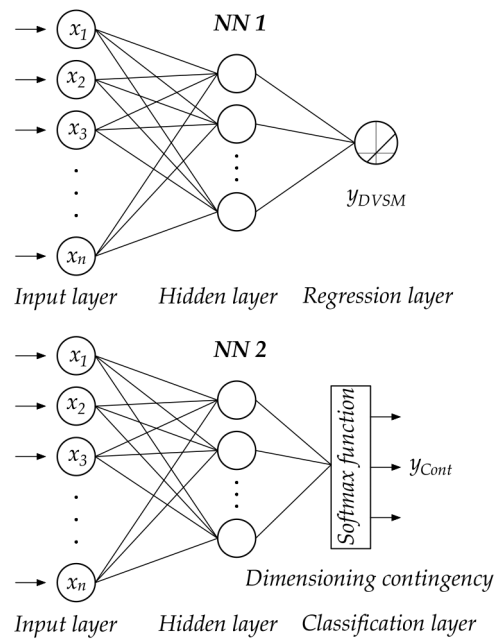 NN 1
x1
x2
x3
xn
yDVSM
Input layer Hidden layer Regression layer
NN 2
x1
x2
x3
xn
Softmax function
yCont
Dimensioning contingency
Input layer Hidden layer Classification layer